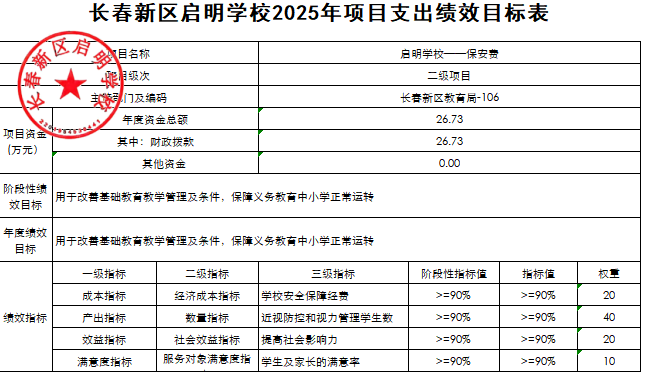 长春新区启明学校2025年项目支出绩效目标表
项目名称 启明学校——保安费
项目级次 二级项目
主管部门及编码 长春新区教育局-106
项目资金（万元） 年度资金总额 26.73
其中：财政拨款 26.73
其他资金 0.00
阶段性绩效目标 用于改善基础教育教学管理及条件，保障义务教育中小学正常运转
年度绩效目标 用于改善基础教育教学管理及条件，保障义务教育中小学正常运转
绩效指标 一级指标 二级指标 三级指标 阶段性指标值 指标值 权重
成本指标 经济成本指标 学校安全保障经费 >=90% >=90% 20
产出指标 数量指标 近视防控和视力管理学生数 >=90% >=90% 40
效益指标 社会效益指标 提高社会影响力 >=90% >=90% 20
满意度指标 服务对象满意度指 学生及家长的满意率 >=90% >=90% 10
长春新区启明学校